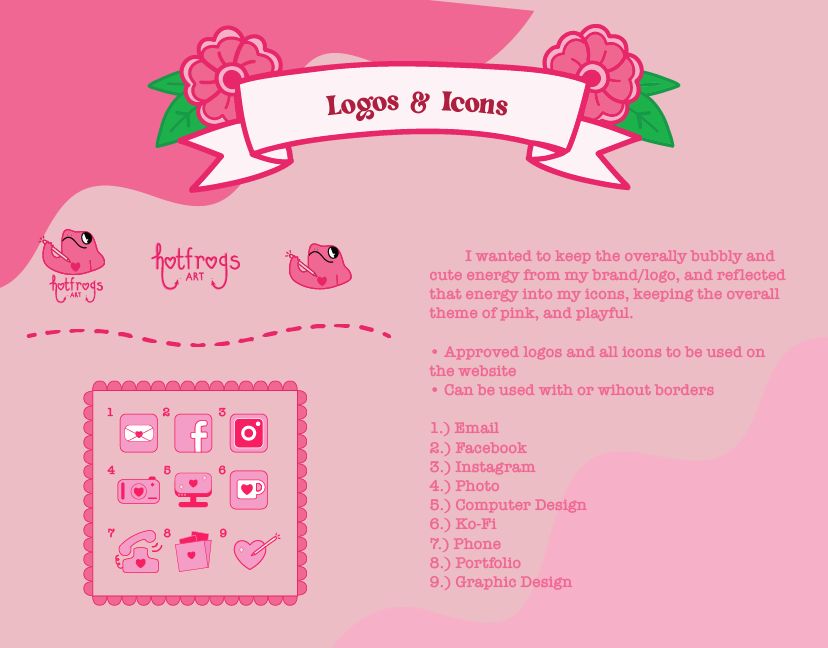 Logos & Icons
hotfrogs
ART
hotfrogs
ART
I wanted to keep the overally bubbly and
cute energy from my brand/logo, and reflected
that energy into my icons, keeping the overall
theme of pink, and playful.
• Approved logos and all icons to be used on
the website
• Can be used with or wihout borders
1.) Email
2.) Facebook
3.) Instagram
4.) Photo
5.) Computer Design
6.) Ko-Fi
7.) Phone
8.) Portfolio
9.) Graphic Design
1 2 3
4 5 6
7 8 9